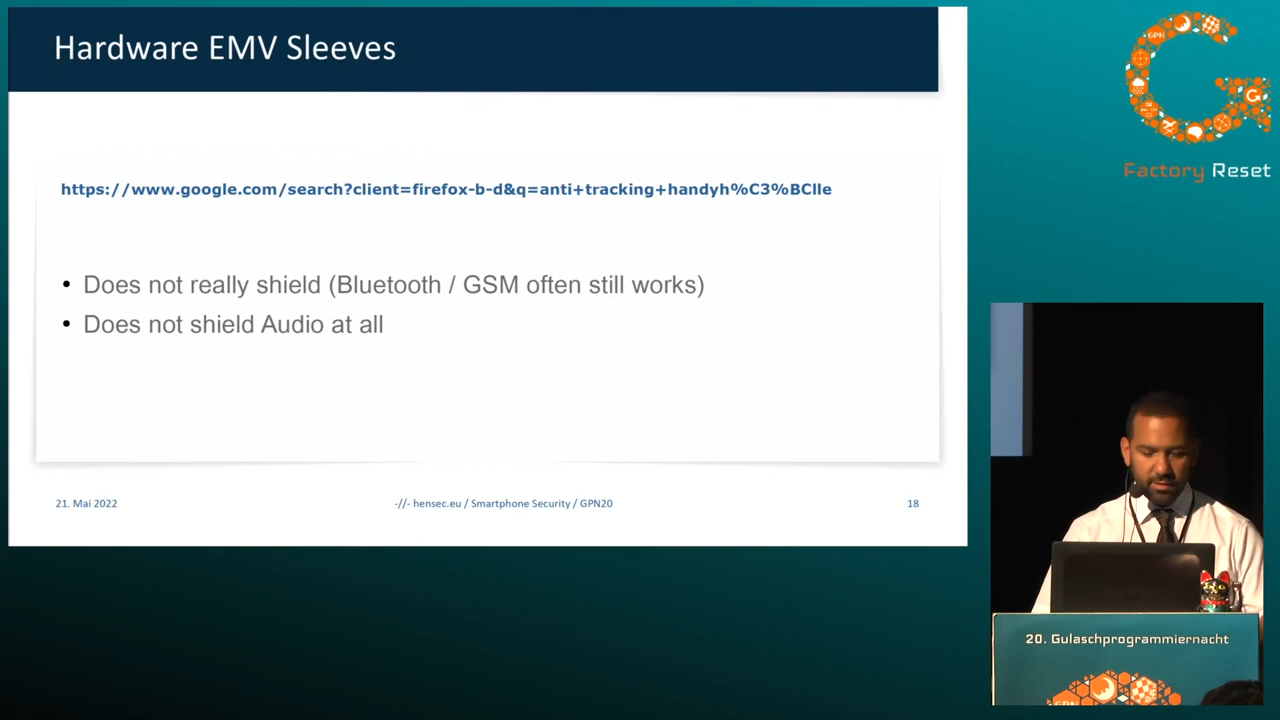 Hardware EMV Sleeves
https://www.google.com/search?client=firefox-b-d&q=anti+tracking+handyh%C3%BClle
• Does not really shield (Bluetooth / GSM often still works)
• Does not shield Audio at all
21. Mai 2022
-//- hensec.eu / Smartphone Security / GPN20
18
GPN
Factory Reset
20. Gulaschprogrammiernacht
GPN